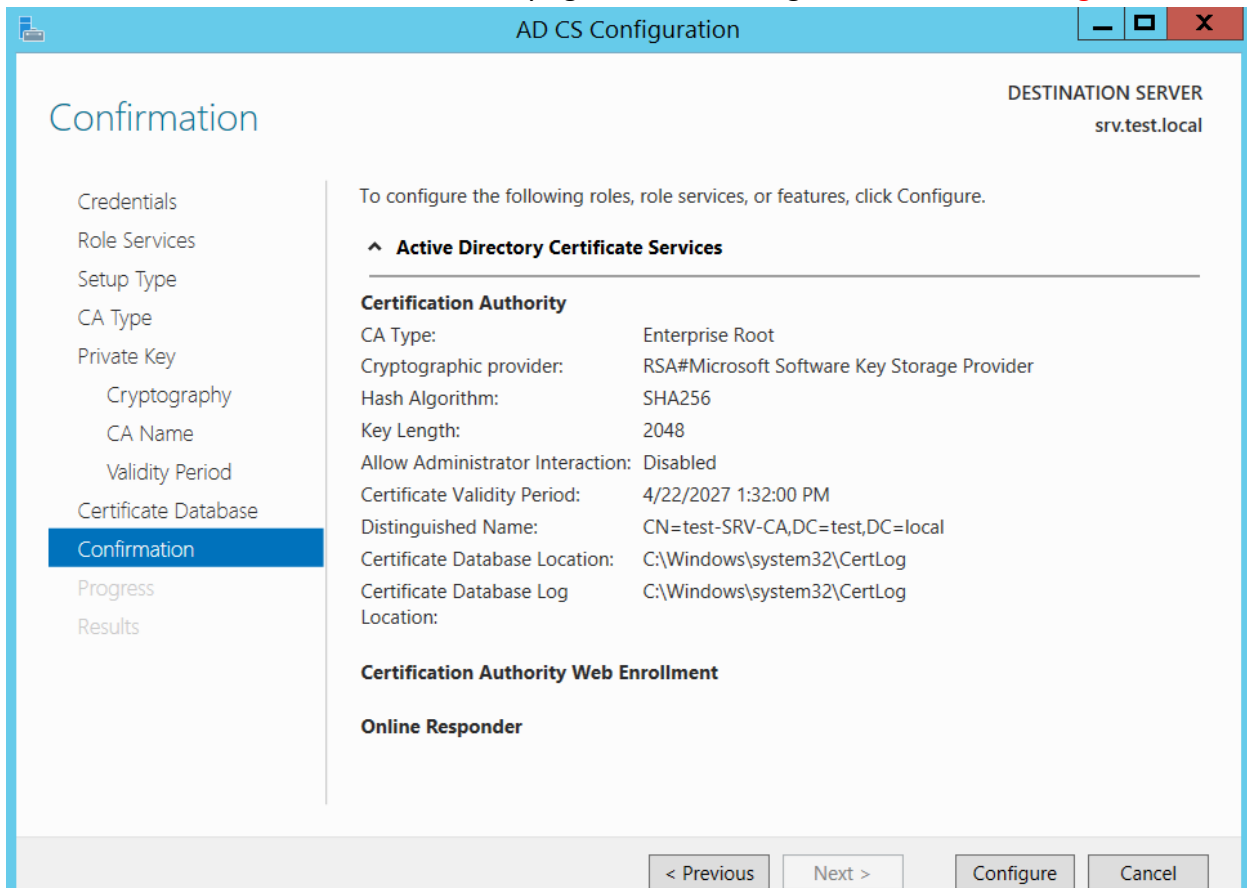 AD CS Configuration
Confirmation
DESTINATION SERVER
srv.test.local
Credentials
Role Services
Setup Type
CA Type
Private Key
Cryptography
CA Name
Validity Period
Certificate Database
Confirmation
Progress
Results
To configure the following roles, role services, or features, click Configure.
Active Directory Certificate Services
Certification Authority
CA Type: Enterprise Root
Cryptographic provider: RSA#Microsoft Software Key Storage Provider
Hash Algorithm: SHA256
Key Length: 2048
Allow Administrator Interaction: Disabled
Certificate Validity Period: 4/22/2027 1:32:00 PM
Distinguished Name: CN=test-SRV-CA,DC=test,DC=local
Certificate Database Location: C:\Windows\system32\CertLog
Certificate Database Log C:\Windows\system32\CertLog
Location:
Certification Authority Web Enrollment
Online Responder
< Previous Next > Configure Cancel